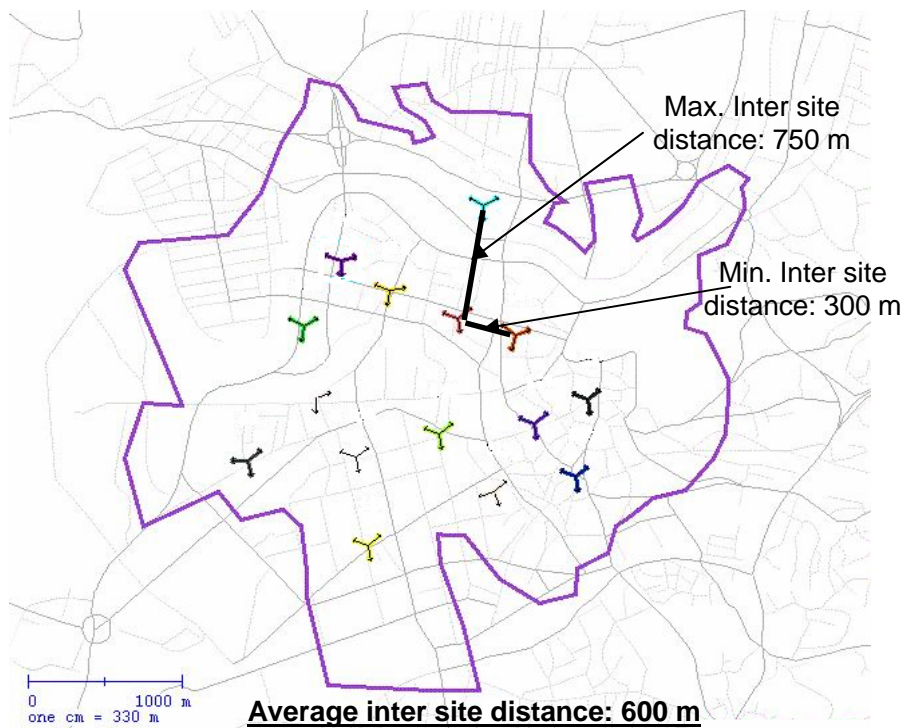 Max. Inter site
distance: 750 m
Min. Inter site
distance: 300 m
0 1000 m
one cm = 330 m
Average inter site distance: 600 m